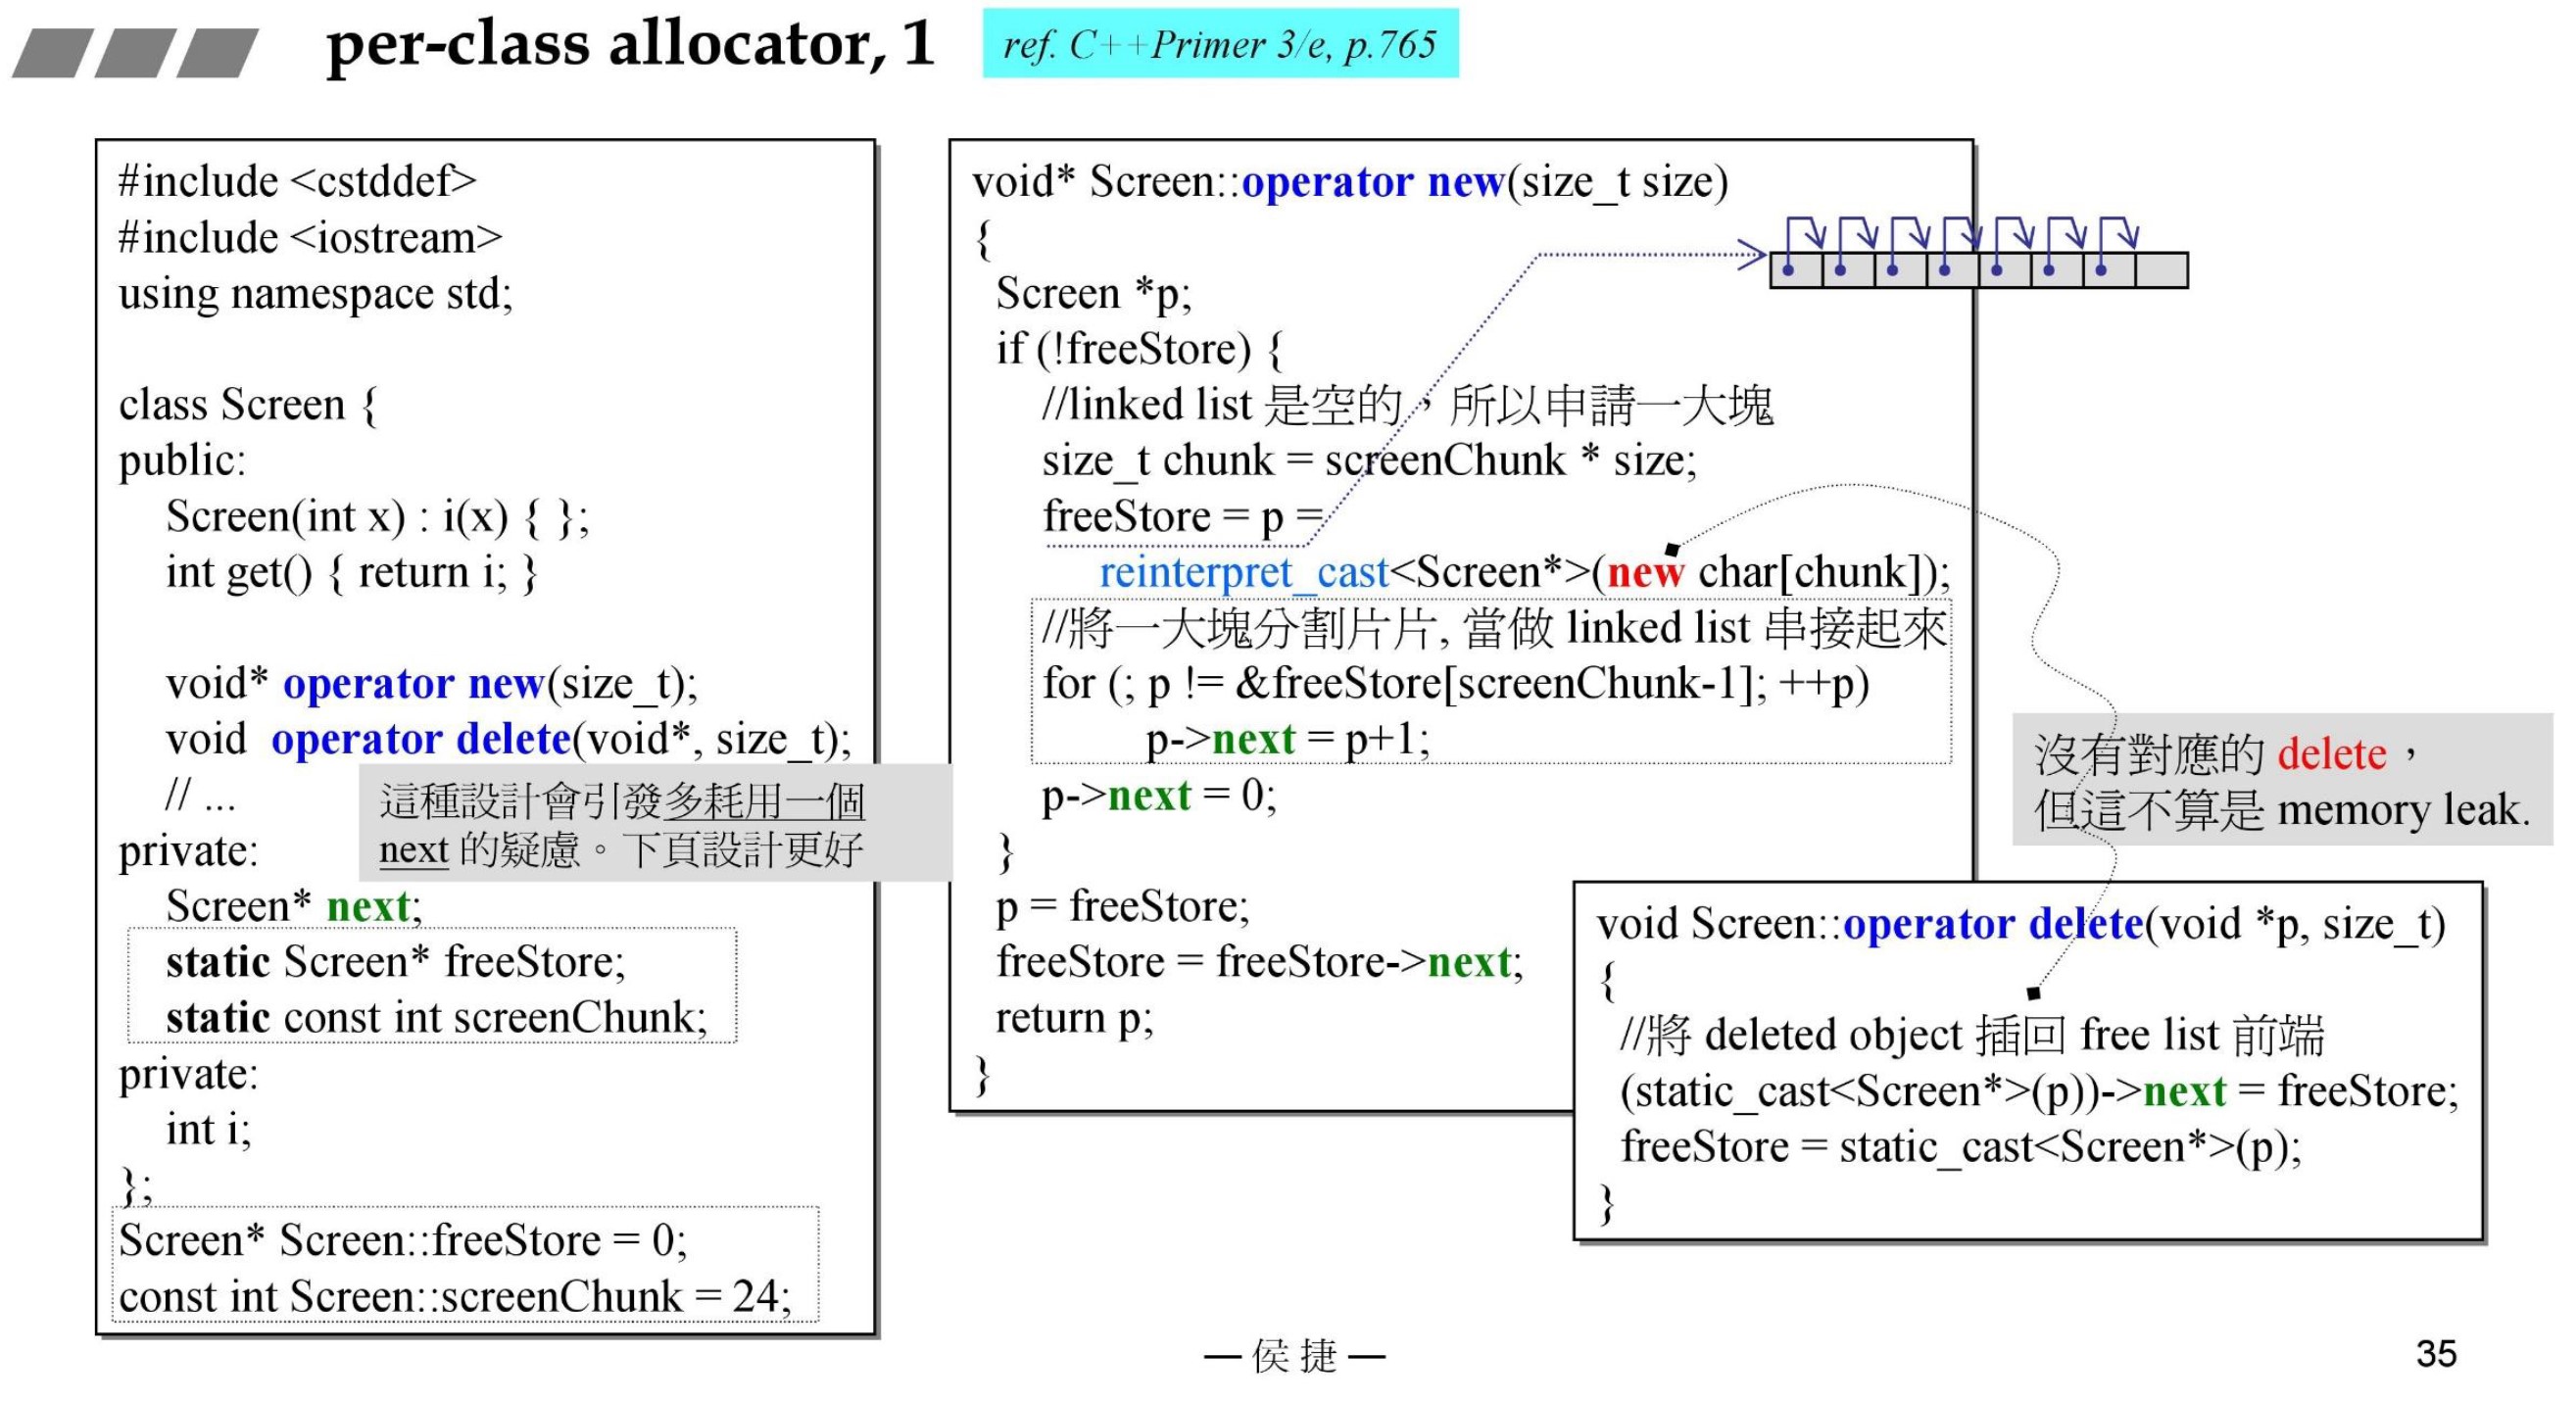 per-class allocator, 1
ref. C++Primer 3/e, p.765
#include <cstddef>
#include <iostream>
using namespace std;
class Screen {
public:
Screen(int x) : i(x) { };
int get() { return i; }
void* operator new(size_t);
void operator delete(void*, size_t);
// ...
這種設計會引發多耗用一個
next 的疑慮。下頁設計更好
private:
Screen* next;
static Screen* freeStore;
static const int screenChunk;
private:
int i;
};
Screen* Screen::freeStore = 0;
const int Screen::screenChunk = 24;
void* Screen::operator new(size_t size)
{
Screen *p;
if (!freeStore) {
//linked list 是空的，所以申請一大塊
size_t chunk = screenChunk * size;
freeStore = p =
reinterpret_cast<Screen*>(new char[chunk]);
//將一大塊分割片片, 當做 linked list 串接起來
for (; p != &freeStore[screenChunk-1]; ++p)
p->next = p+1;
p->next = 0;
}
p = freeStore;
freeStore = freeStore->next;
return p;
}
沒有對應的 delete，
但這不算是 memory leak.
void Screen::operator delete(void *p, size_t)
{
//將 deleted object 插回 free list 前端
(static_cast<Screen*>(p))->next = freeStore;
freeStore = static_cast<Screen*>(p);
}
— 侯 捷 —
35